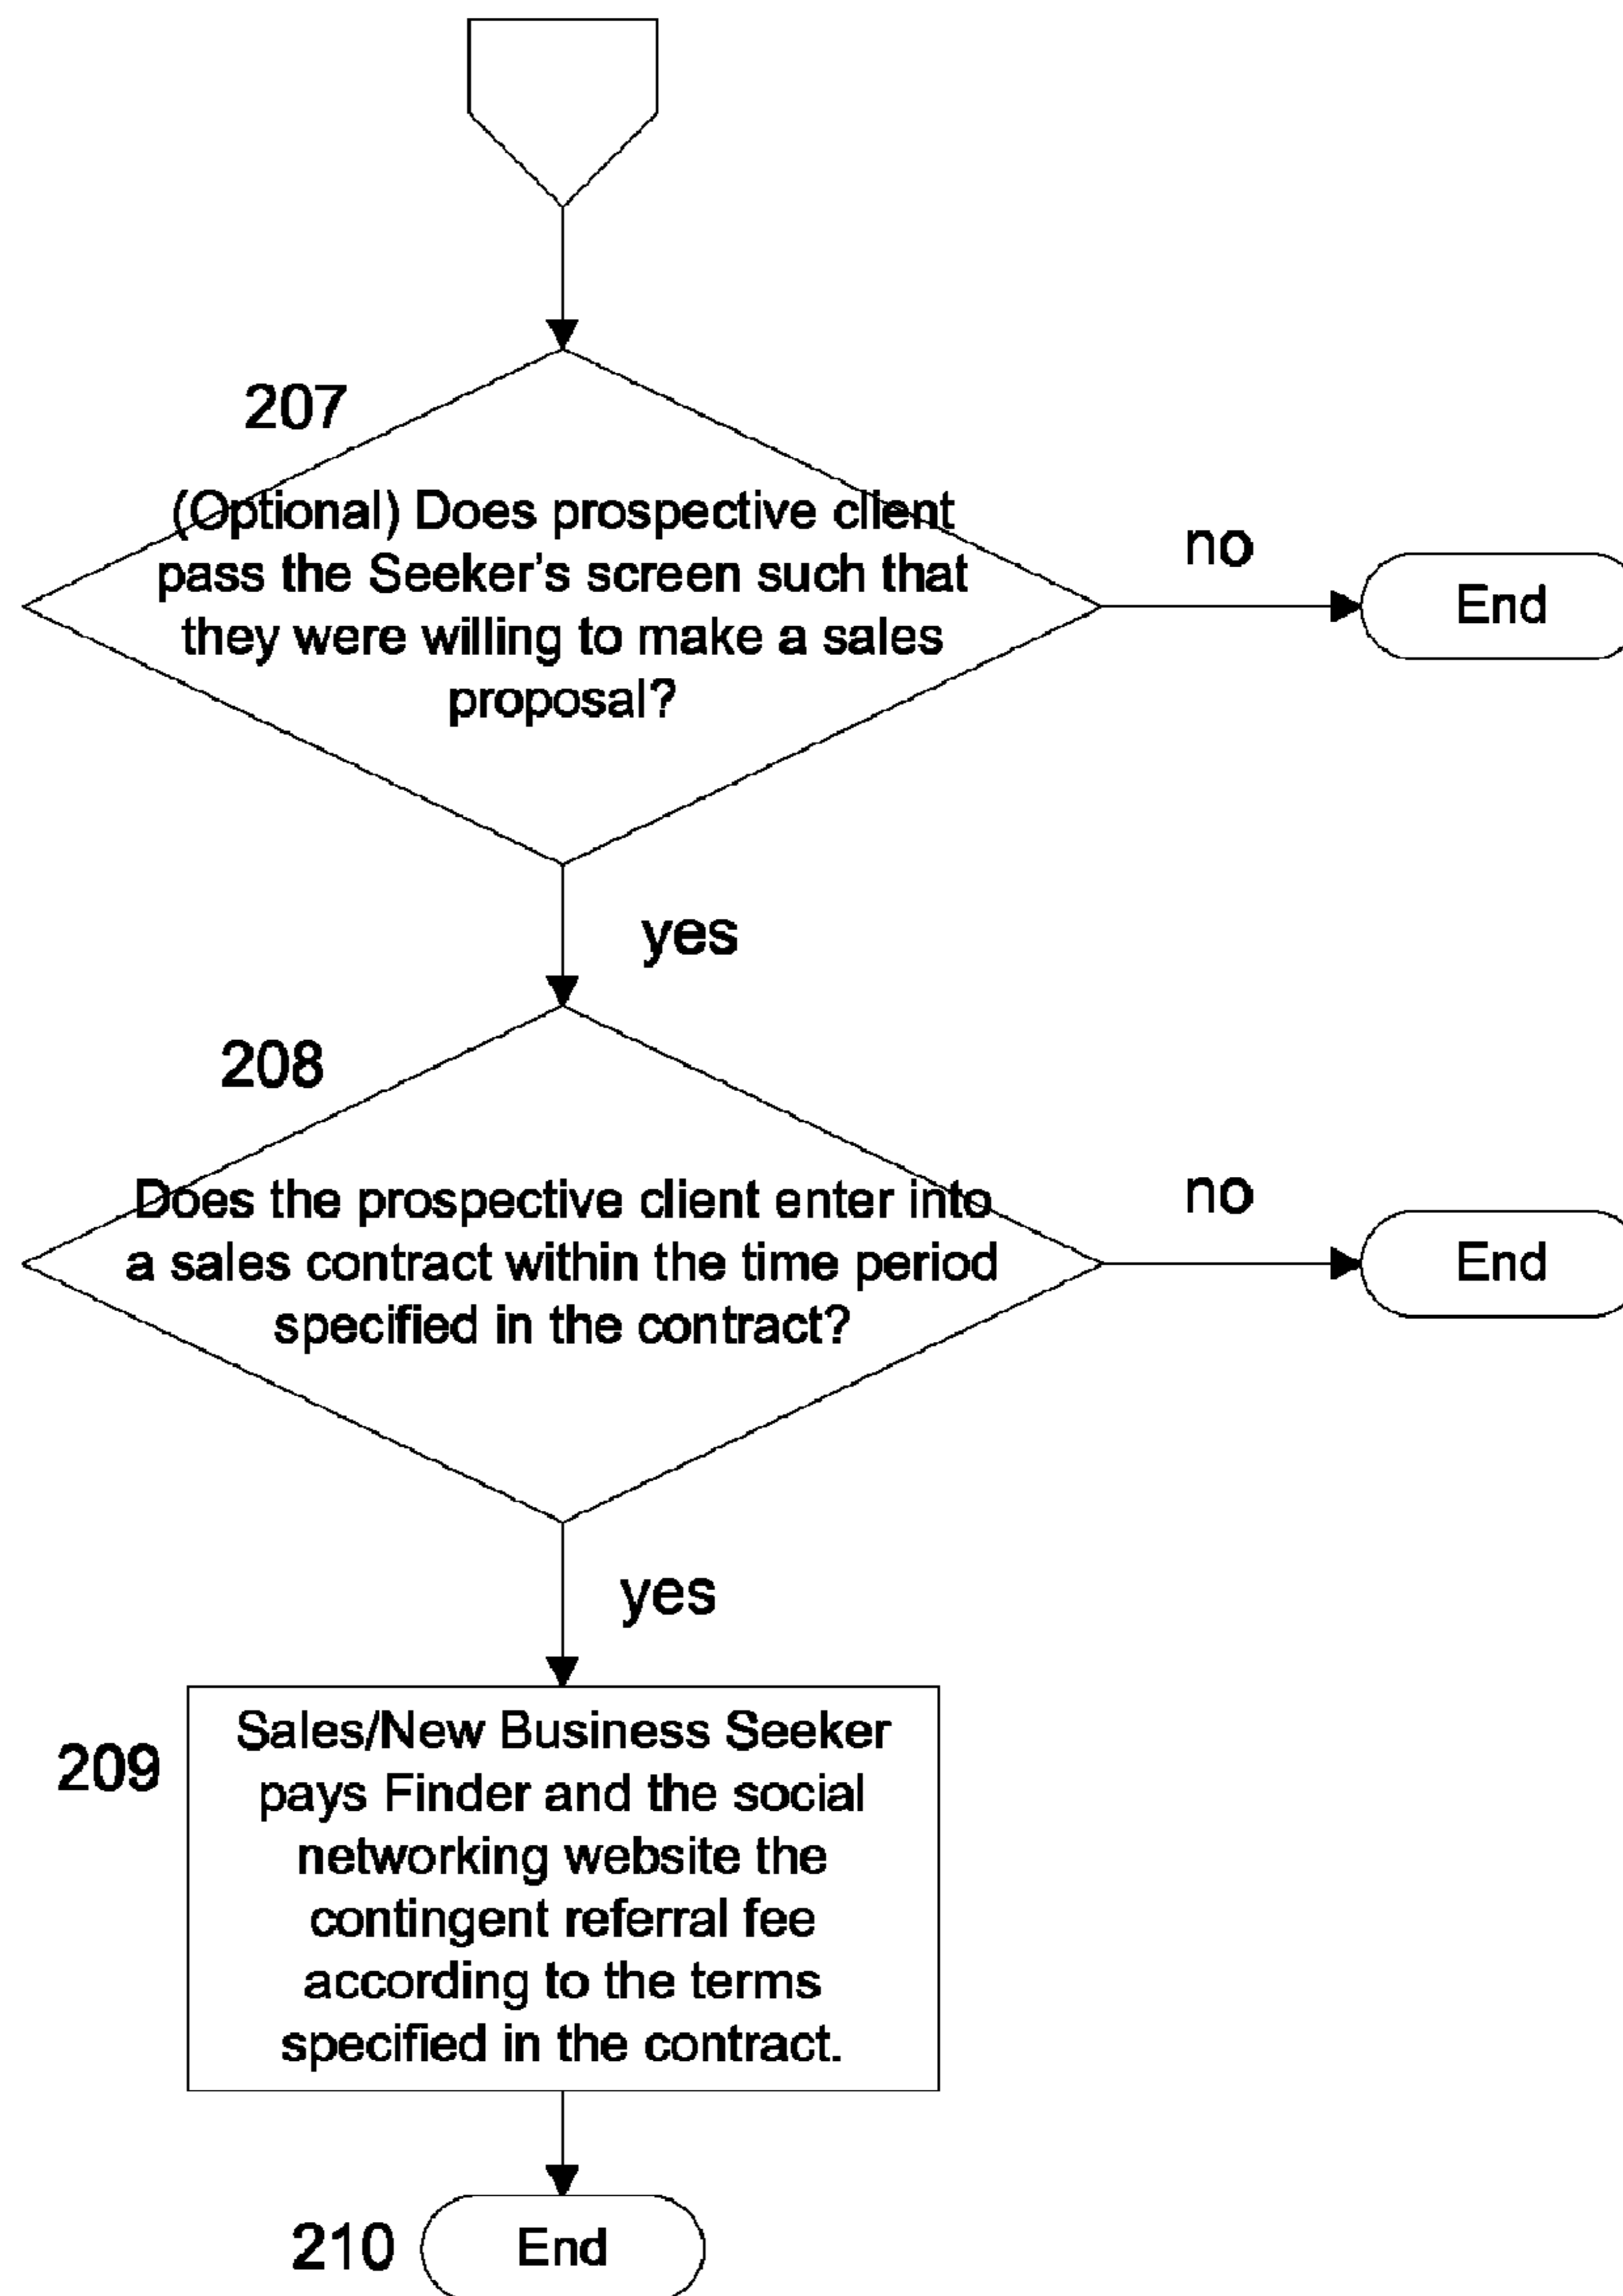 207
(Optional) Does prospective client
pass the Seeker's screen such that
they were willing to make a sales
proposal?
no
End
yes
208
Does the prospective client enter into
a sales contract within the time period
specified in the contract?
no
End
yes
209
Sales/New Business Seeker
pays Finder and the social
networking website the
contingent referral fee
according to the terms
specified in the contract.
210
End